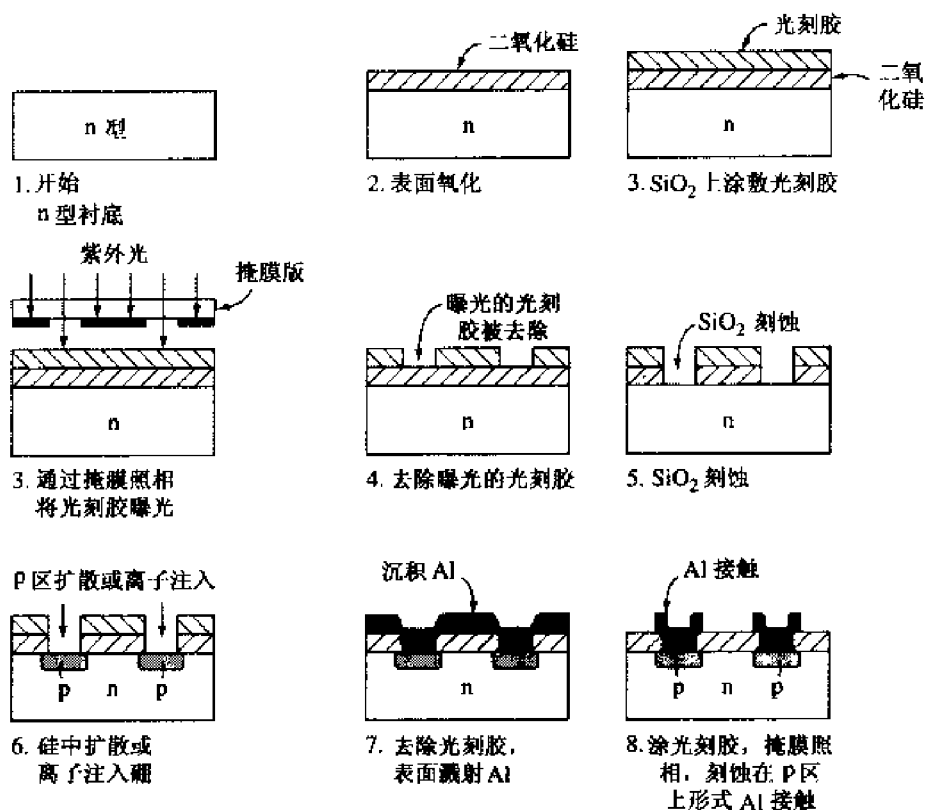 二氧化硅
光刻胶
二氧
化硅
n 型
n
n
1. 开始
n 型衬底
2. 表面氧化
3. SiO₂ 上涂敷光刻胶
紫外光
掩膜版
曝光的光刻
胶被去除
SiO₂ 刻蚀
n
n
n
3. 通过掩膜照相
将光刻胶曝光
4. 去除曝光的光刻胶
5. SiO₂ 刻蚀
p 区扩散或离子注入
沉积 Al
Al 接触
p n p
n
p n p
6. 硅中扩散或
离子注入硼
7. 去除光刻胶，
表面溅射 Al
8. 涂光刻胶，掩膜照
相，刻蚀在 p 区
上形式 Al 接触